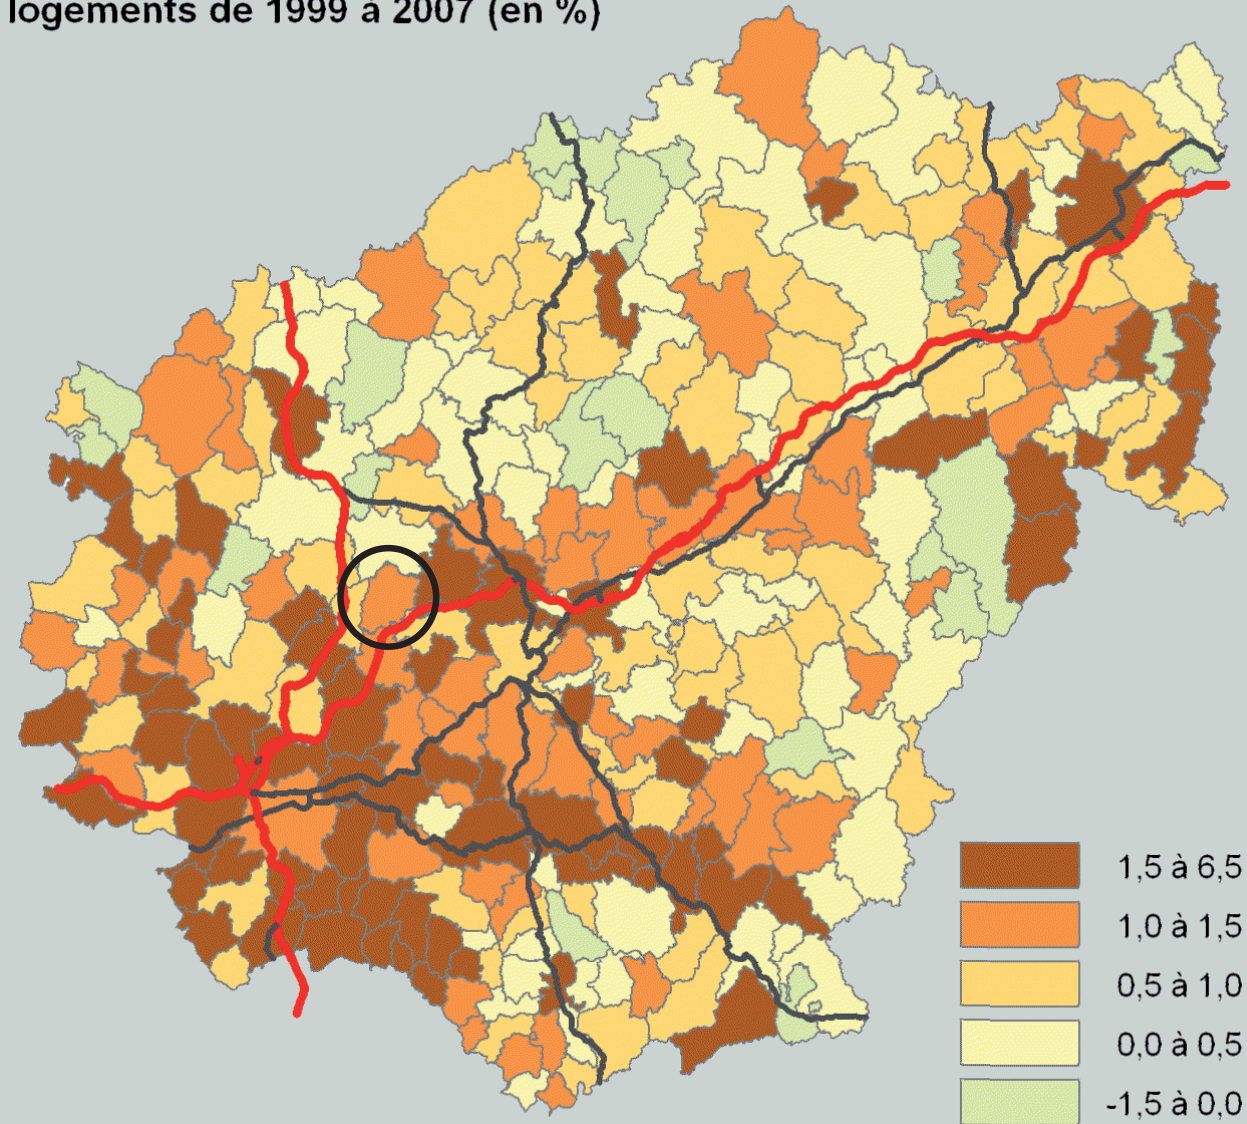 logements de 1999 à 2007 (en %)
1,5 à 6,5
1,0 à 1,5
0,5 à 1,0
0,0 à 0,5
-1,5 à 0,0